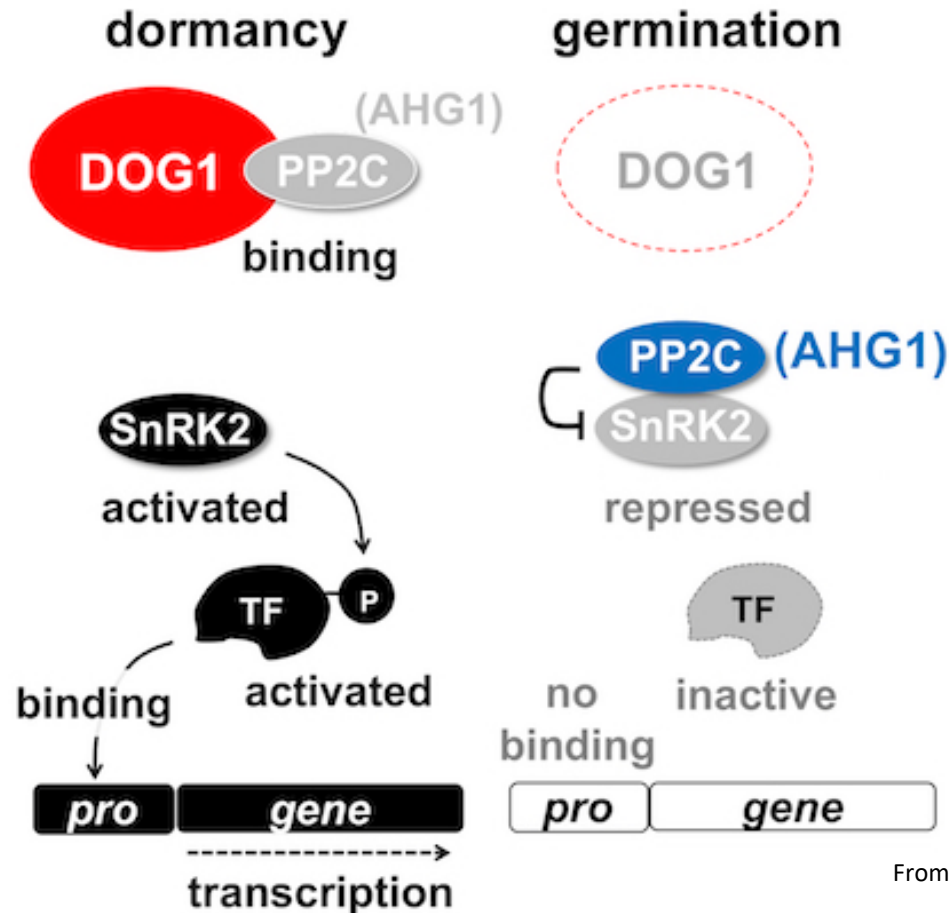 dormancy
DOG1
PP2C
(AHG1)
binding
SnRK2
activated
TF
P
activated
binding
pro
gene
transcription
germination
DOG1
PP2C
(AHG1)
SnRK2
repressed
TF
inactive
no
binding
pro
gene
From